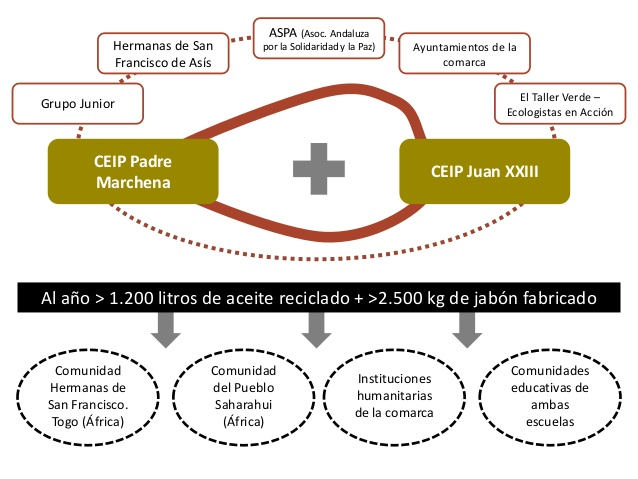 ASPA (Asoc. Andaluza
por la Solidaridad y la Paz)
Hermanas de San
Francisco de Asís
Ayuntamientos de la
comarca
Grupo Junior
El Taller Verde –
Ecologistas en Acción
CEIP Padre
Marchena
CEIP Juan XXIII
Al año > 1.200 litros de aceite reciclado + >2.500 kg de jabón fabricado
Comunidad
Hermanas de
San Francisco.
Togo (África)
Comunidad
del Pueblo
Saharahui
(África)
Instituciones
humanitarias
de la comarca
Comunidades
educativas de
ambas
escuelas